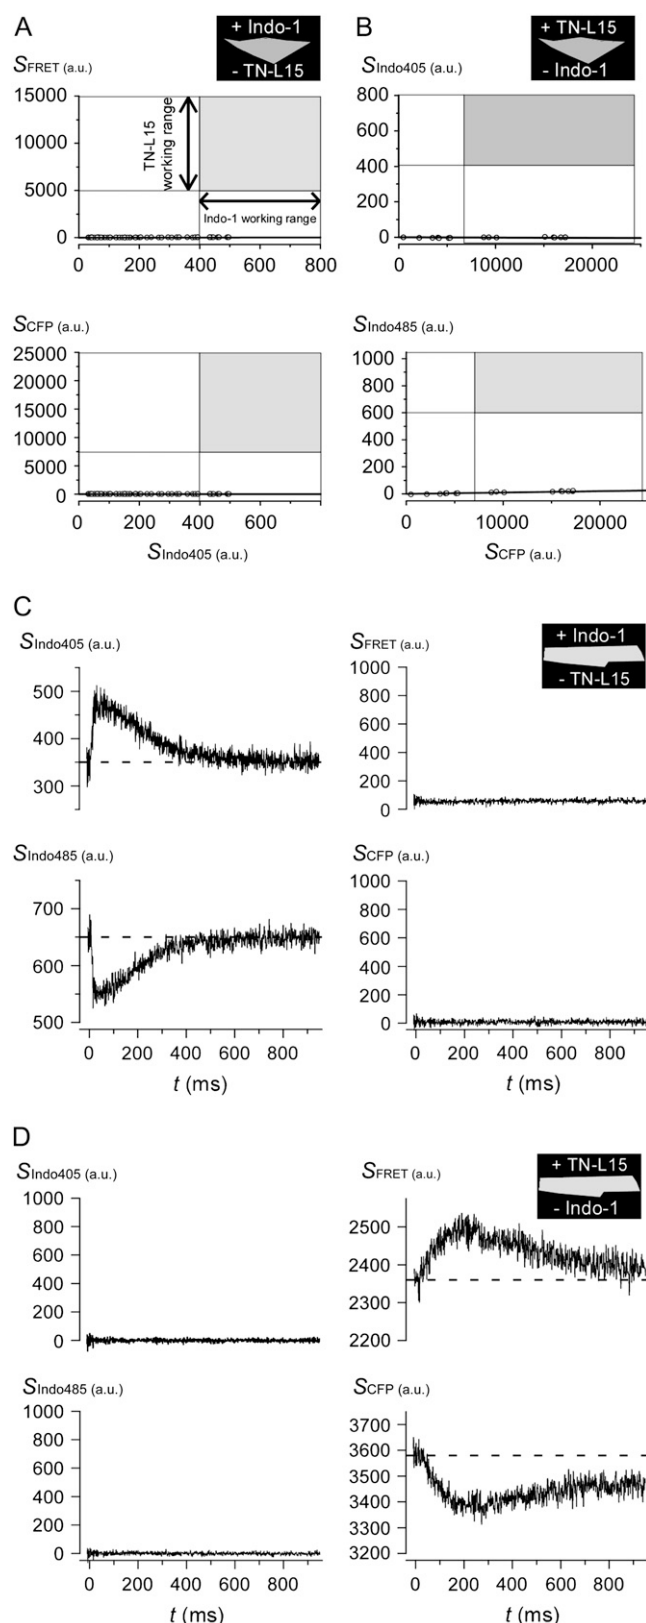 A
+ Indo-1
- TN-L15
SFRET (a.u.)
15000
10000
5000
0
TN-L15
working range
Indo-1 working range
0 200 400 600 800
SCFP (a.u.)
25000
20000
15000
10000
5000
0
0 200 400 600
SIndo405 (a.u.)
B
+ TN-L15
- Indo-1
SIndo405 (a.u.)
800
600
400
200
0
0 10000 20000
SIndo485 (a.u.)
1000
800
600
400
200
0
0 10000 20000
SCFP (a.u.)
C
SIndo405 (a.u.)
500
400
300
SFRET (a.u.)
+ Indo-1
- TN-L15
1000
800
600
400
200
0
SIndo485 (a.u.)
700
600
500
0 200 400 600 800
t (ms)
SCFP (a.u.)
1000
800
600
400
200
0
0 200 400 600 800
t (ms)
D
SIndo405 (a.u.)
1000
800
600
400
200
0
SFRET (a.u.)
+ TN-L15
- Indo-1
2500
2400
2300
2200
SIndo485 (a.u.)
1000
800
600
400
200
0
0 200 400 600 800
t (ms)
SCFP (a.u.)
3700
3600
3500
3400
3300
3200
0 200 400 600 800
t (ms)